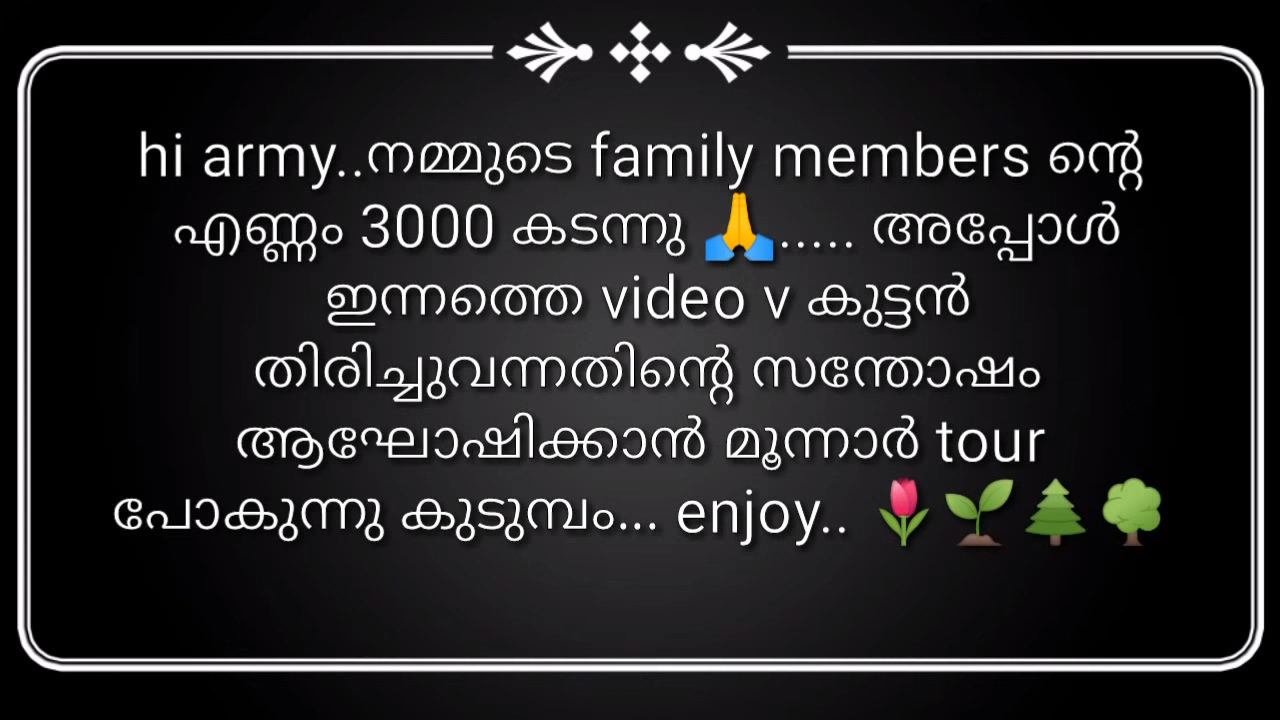 hi army..നമ്മുടെ family members ന്റെ
എണ്ണം 3000 കടന്നു 🙏..... അപ്പോൾ
ഇന്നത്തെ video v കുട്ടൻ
തിരിച്ചുവന്നതിന്റെ സന്തോഷം
ആഘോഷിക്കാൻ മൂന്നാർ tour
പോകുന്നു കുടുമ്പം... enjoy.. 🌷🌱🌲🌳